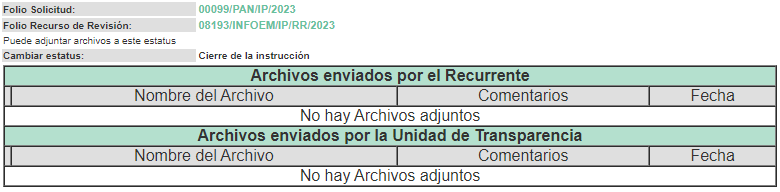 Folio Solicitud: 00099/PAN/IP/2023
Folio Recurso de Revisión: 08193/INFOEM/IP/RR/2023
Puede adjuntar archivos a este estatus
Cambiar estatus: Cierre de la instrucción
Archivos enviados por el Recurrente
Nombre del Archivo Comentarios Fecha
No hay Archivos adjuntos
Archivos enviados por la Unidad de Transparencia
Nombre del Archivo Comentarios Fecha
No hay Archivos adjuntos